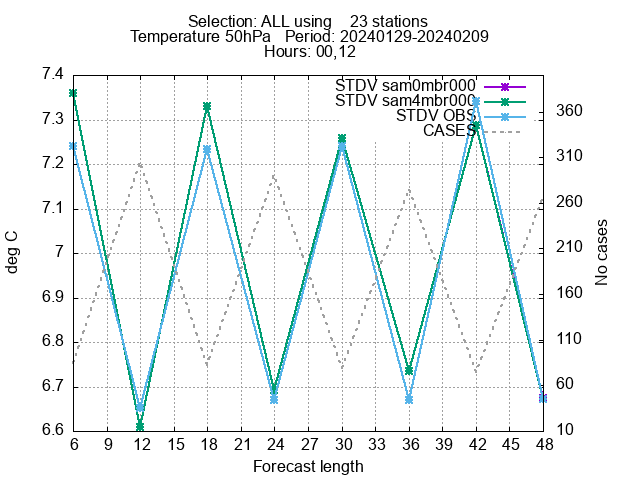 Selection: ALL using    23 stations
Temperature 50hPa   Period: 20240129-20240209
Hours: 00,12
STDV sam0mbr000
STDV sam4mbr000
STDV OBS
CASES
deg C
7.4
7.3
7.2
7.1
7
6.9
6.8
6.7
6.6
360
310
260
210
160
110
60
10
No cases
6 9 12 15 18 21 24 27 30 33 36 39 42 45 48
Forecast length